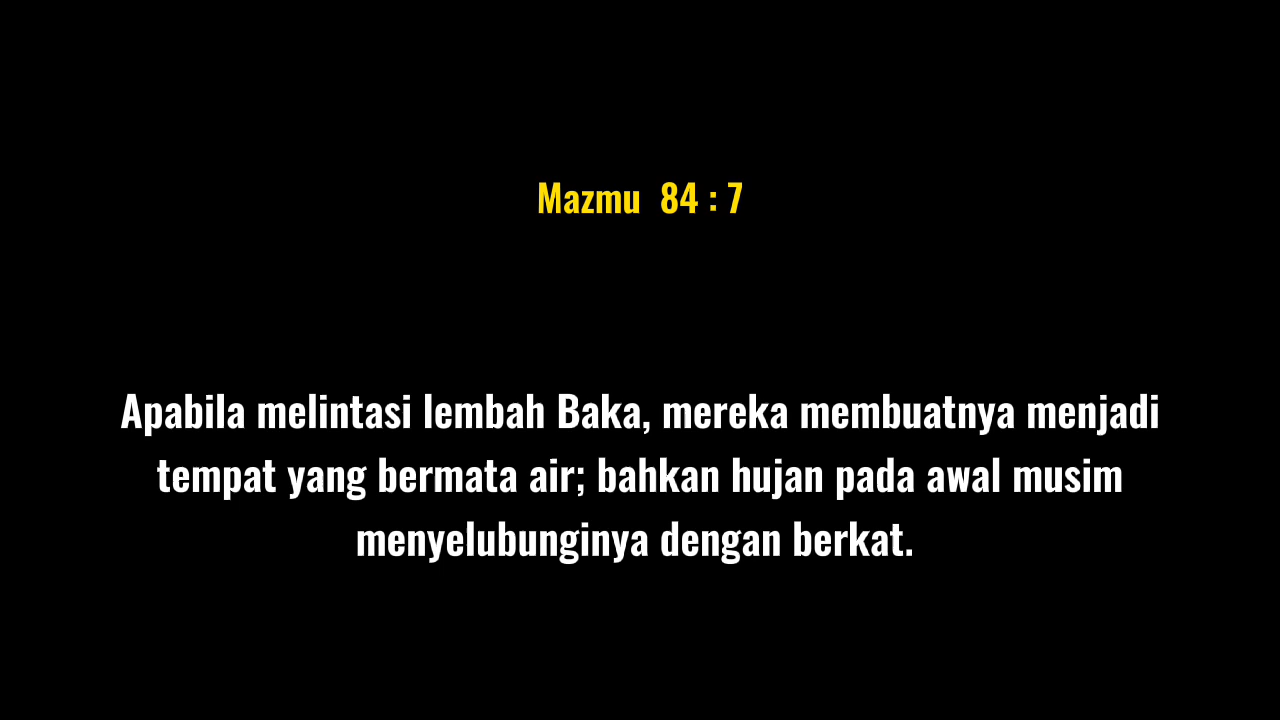 Mazmu  84 : 7
Apabila melintasi lembah Baka, mereka membuatnya menjadi
tempat yang bermata air; bahkan hujan pada awal musim
menyelubunginya dengan berkat.